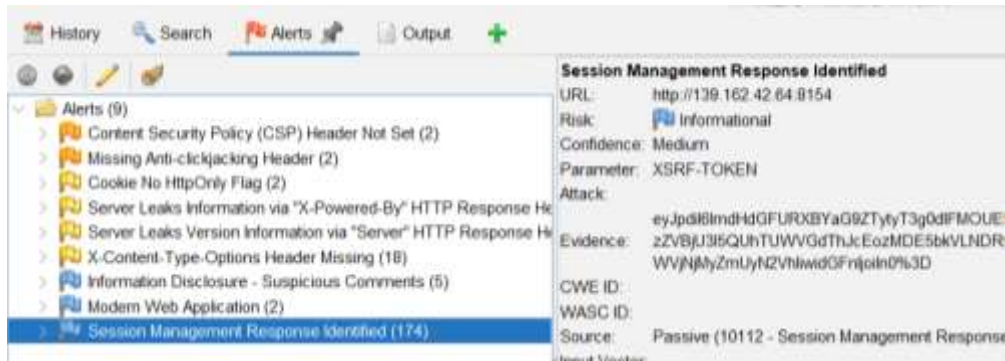 History Search Alerts Output
Alerts (9)
Content Security Policy (CSP) Header Not Set (2)
Missing Anti-clickjacking Header (2)
Cookie No HttpOnly Flag (2)
Server Leaks Information via "X-Powered-By" HTTP Response He
Server Leaks Version Information via "Server" HTTP Response He
X-Content-Type-Options Header Missing (18)
Information Disclosure - Suspicious Comments (5)
Modern Web Application (2)
Session Management Response Identified (174)
Session Management Response Identified
URL: http://139.162.42.64:8154
Risk: Informational
Confidence: Medium
Parameter: XSRF-TOKEN
Attack:
Evidence:
CWE ID:
WASC ID:
Source: Passive (10112 - Session Management Respons